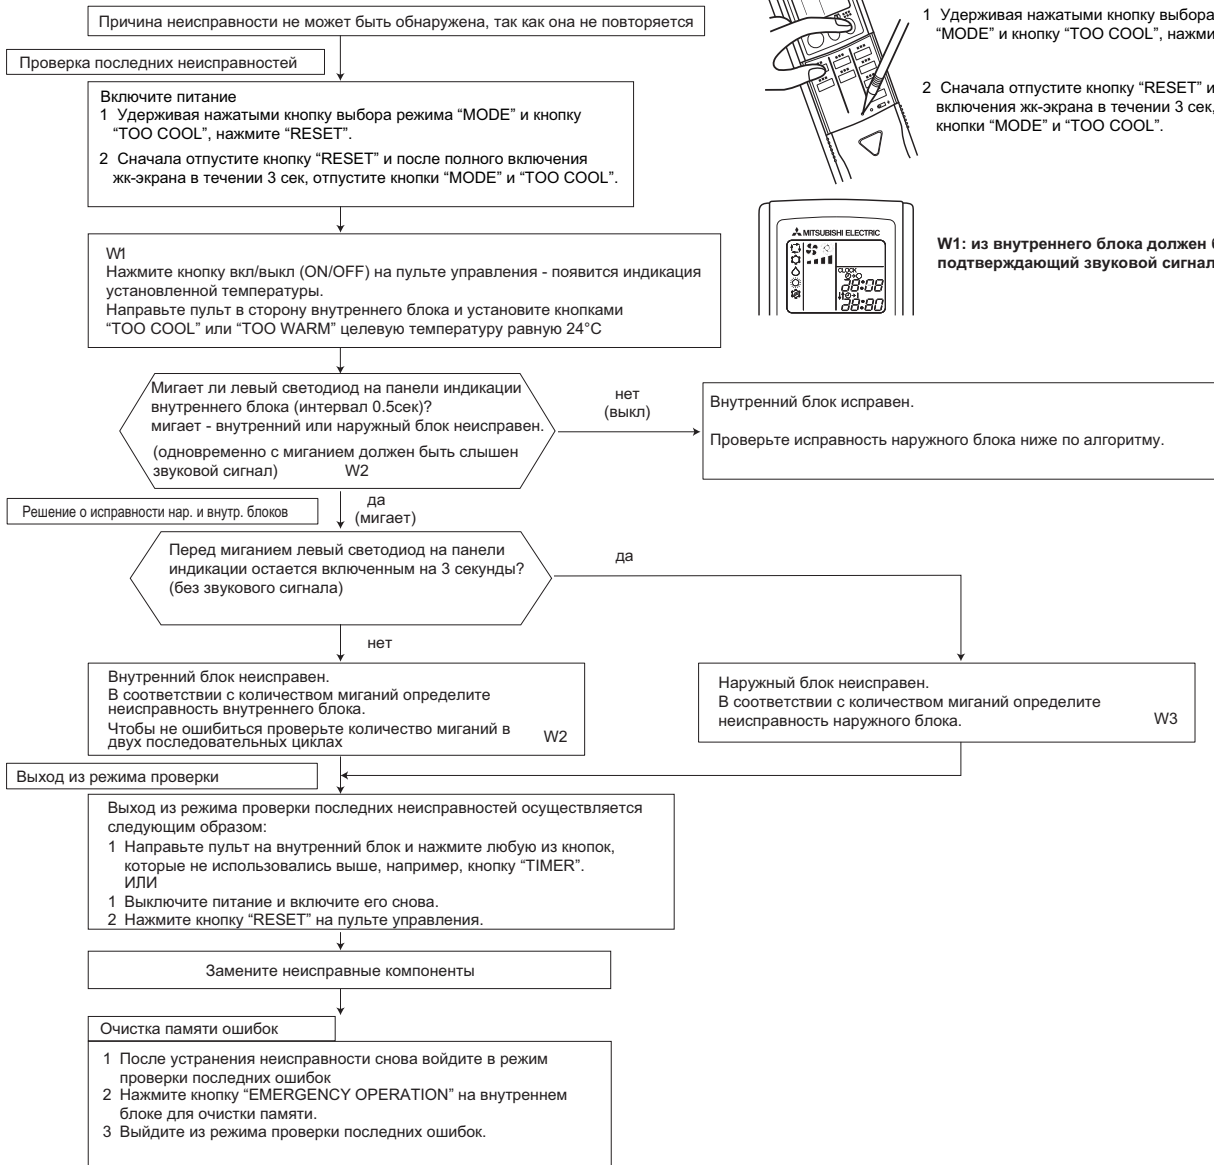 Причина неисправности не может быть обнаружена, так как она не повторяется
Проверка последних неисправностей
Включите питание
1 Удерживая нажатыми кнопку выбора режима “MODE” и кнопку
“TOO COOL”, нажмите “RESET”.
2 Сначала отпустите кнопку “RESET” и после полного включения
жк-экрана в течении 3 сек, отпустите кнопки “MODE” и “TOO COOL”.
1 Удерживая нажатыми кнопку выбора
“MODE” и кнопку “TOO COOL”, нажми
2 Сначала отпустите кнопку “RESET” и
включения жк-экрана в течении 3 сек,
кнопки “MODE” и “TOO COOL”.
MITSUBISHI ELECTRIC
CLOCK
28:08
28:80
W1: из внутреннего блока должен
подтверждающий звуковой сигнал
W1
Нажмите кнопку вкл/выкл (ON/OFF) на пульте управления - появится индикация
установленной температуры.
Направьте пульт в сторону внутреннего блока и установите кнопками
“TOO COOL” или “TOO WARM” целевую температуру равную 24°C
Мигает ли левый светодиод на панели индикации
внутреннего блока (интервал 0.5сек)?
мигает - внутренний или наружный блок неисправен.
(одновременно с миганием должен быть слышен
звуковой сигнал) W2
нет
(выкл)
Внутренний блок исправен.
Проверьте исправность наружного блока ниже по алгоритму.
да
(мигает)
Решение о исправности нар. и внутр. блоков
Перед миганием левый светодиод на панели
индикации остается включенным на 3 секунды?
(без звукового сигнала)
да
нет
Внутренний блок неисправен.
В соответствии с количеством миганий определите
неисправность внутреннего блока.
Чтобы не ошибиться проверьте количество миганий в
двух последовательных циклах W2
Наружный блок неисправен.
В соответствии с количеством миганий определите
неисправность наружного блока. W3
Выход из режима проверки
Выход из режима проверки последних неисправностей осуществляется
следующим образом:
1 Направьте пульт на внутренний блок и нажмите любую из кнопок,
которые не использовались выше, например, кнопку “TIMER”.
ИЛИ
1 Выключите питание и включите его снова.
2 Нажмите кнопку “RESET” на пульте управления.
Замените неисправные компоненты
Очистка памяти ошибок
1 После устранения неисправности снова войдите в режим
проверки последних ошибок
2 Нажмите кнопку “EMERGENCY OPERATION” на внутреннем
блоке для очистки памяти.
3 Выйдите из режима проверки последних ошибок.